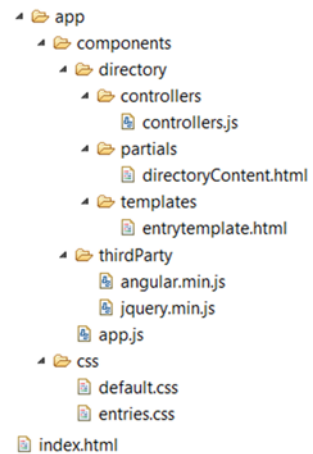 app
components
directory
controllers
controllers.js
partials
directoryContent.html
templates
entrytemplate.html
thirdParty
angular.min.js
jquery.min.js
app.js
css
default.css
entries.css
index.html